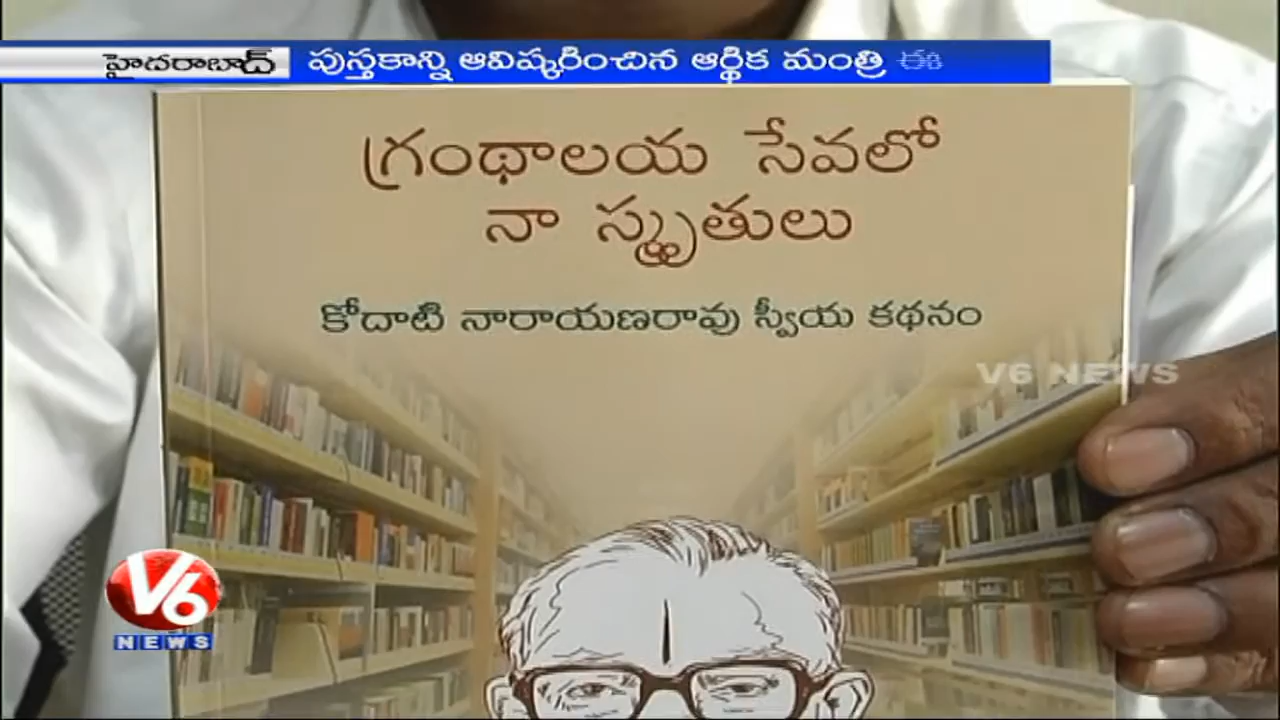 హైదరాబాద్
పుస్తకాన్ని ఆవిష్కరించిన ఆర్థిక మంత్రి
గ్రంథాలయ సేవలో
నా స్మృతులు
కోదాటి నారాయణరావు స్వీయ కథనం
V6 NEWS
V6
NEWS